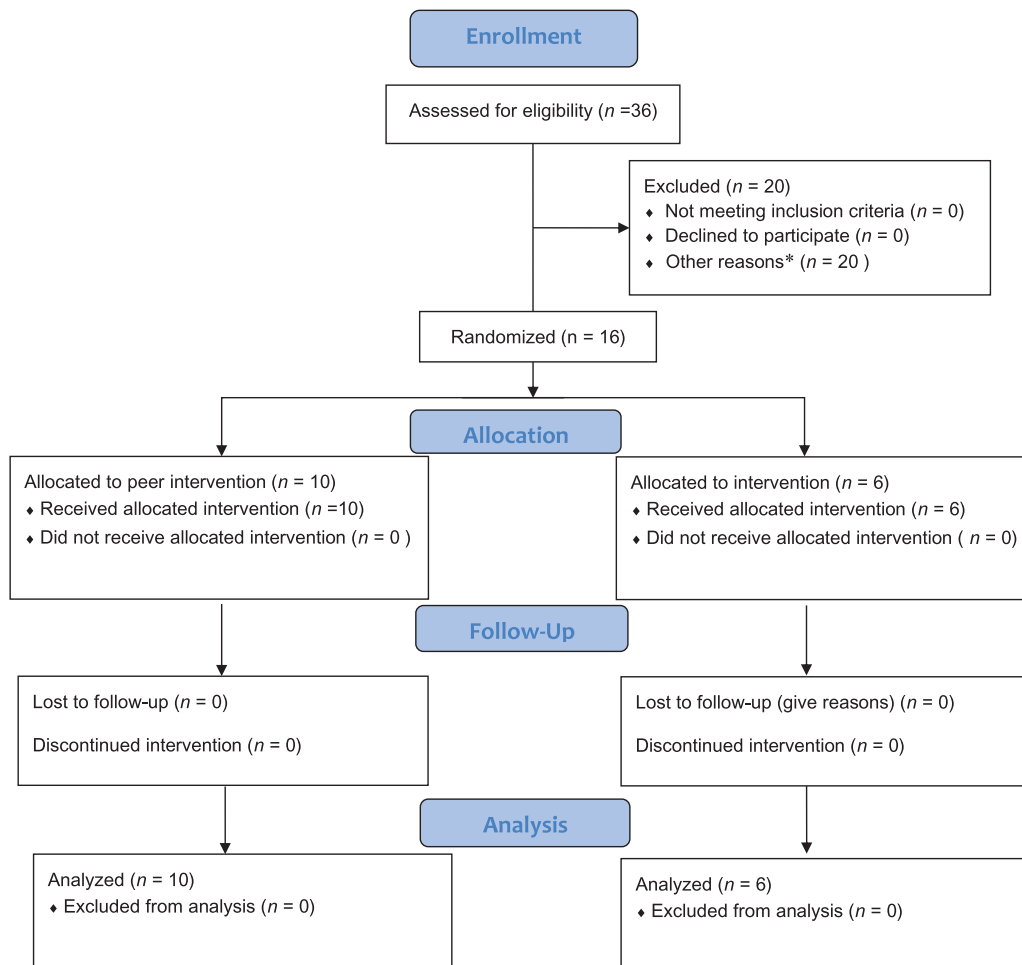 Enrollment
Assessed for eligibility (n =36)
Excluded (n = 20)
♦ Not meeting inclusion criteria (n = 0)
♦ Declined to participate (n = 0)
♦ Other reasons* (n = 20 )
Randomized (n = 16)
Allocation
Allocated to peer intervention (n = 10)
♦ Received allocated intervention (n =10)
♦ Did not receive allocated intervention (n = 0 )
Allocated to intervention (n = 6)
♦ Received allocated intervention (n = 6)
♦ Did not receive allocated intervention ( n = 0)
Follow-Up
Lost to follow-up (n = 0)
Discontinued intervention (n = 0)
Lost to follow-up (give reasons) (n = 0)
Discontinued intervention (n = 0)
Analysis
Analyzed (n = 10)
♦ Excluded from analysis (n = 0)
Analyzed (n = 6)
♦ Excluded from analysis (n = 0)